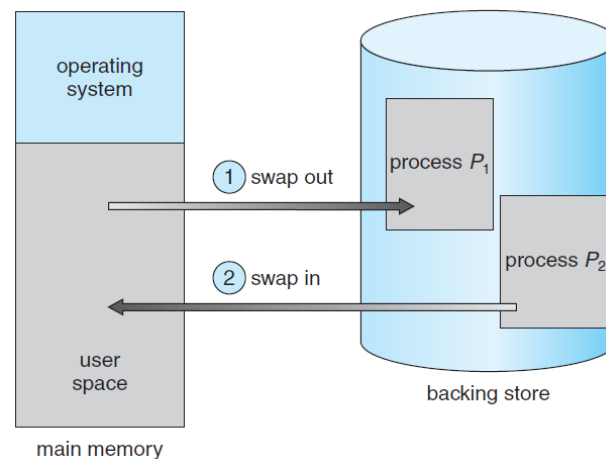 operating
system
process P1
1 swap out
process P2
2 swap in
user
space
backing store
main memory